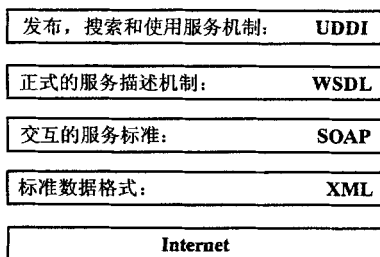 发布，搜索和使用服务机制： UDDI
正式的服务描述机制： WSDL
交互的服务标准： SOAP
标准数据格式： XML
Internet